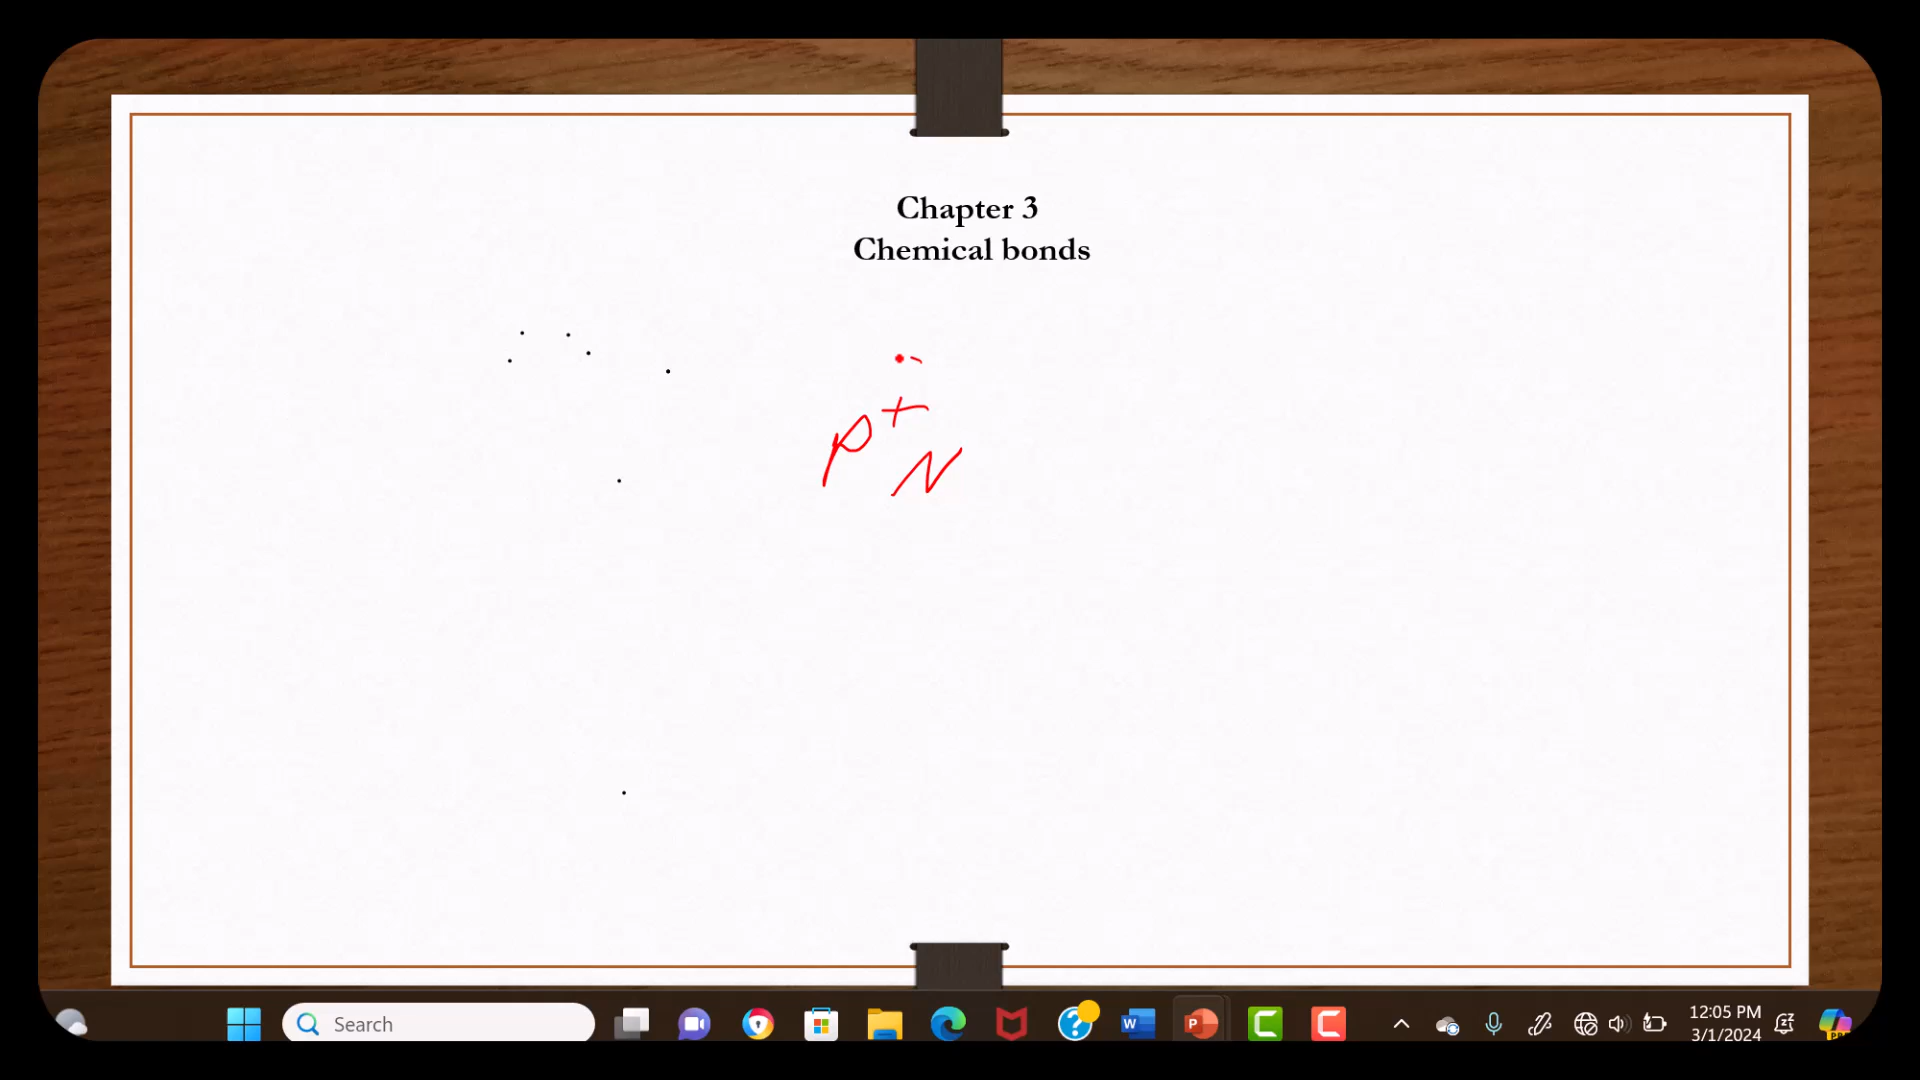 Chapter 3
Chemical bonds
P+
N
Search
12:05 PM
3/1/2024